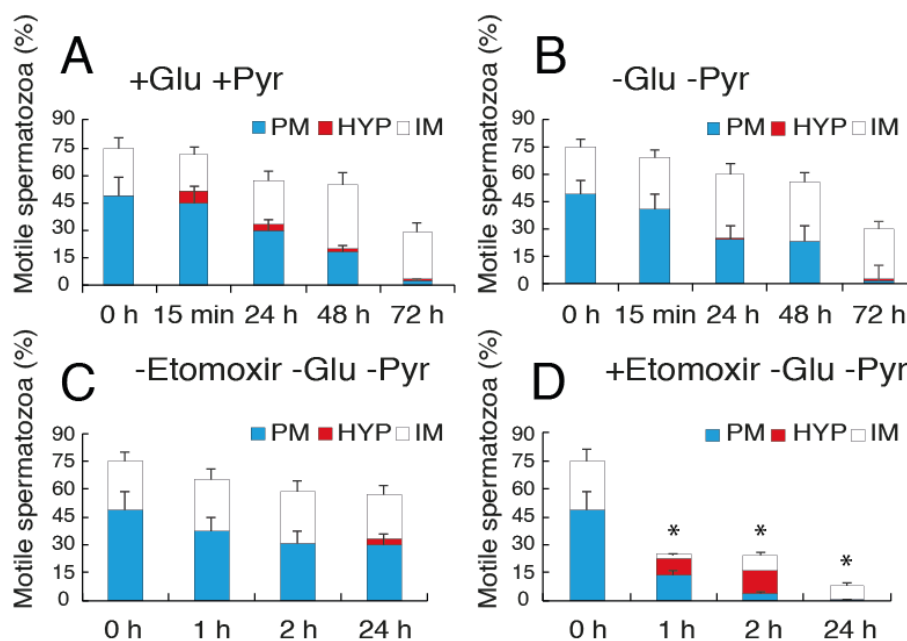 A
+Glu +Pyr
Motile spermatozoa (%)
PM HYP IM
90
75
60
45
30
15
0
0 h 15 min 24 h 48 h 72 h
B
-Glu -Pyr
Motile spermatozoa (%)
PM HYP IM
90
75
60
45
30
15
0
0 h 15 min 24 h 48 h 72 h
C
-Etomoxir -Glu -Pyr
Motile spermatozoa (%)
PM HYP IM
90
75
60
45
30
15
0
0 h 1 h 2 h 24 h
D
+Etomoxir -Glu -Pyr
Motile spermatozoa (%)
PM HYP IM
90
75
60
45
30
15
0
* * *
0 h 1 h 2 h 24 h